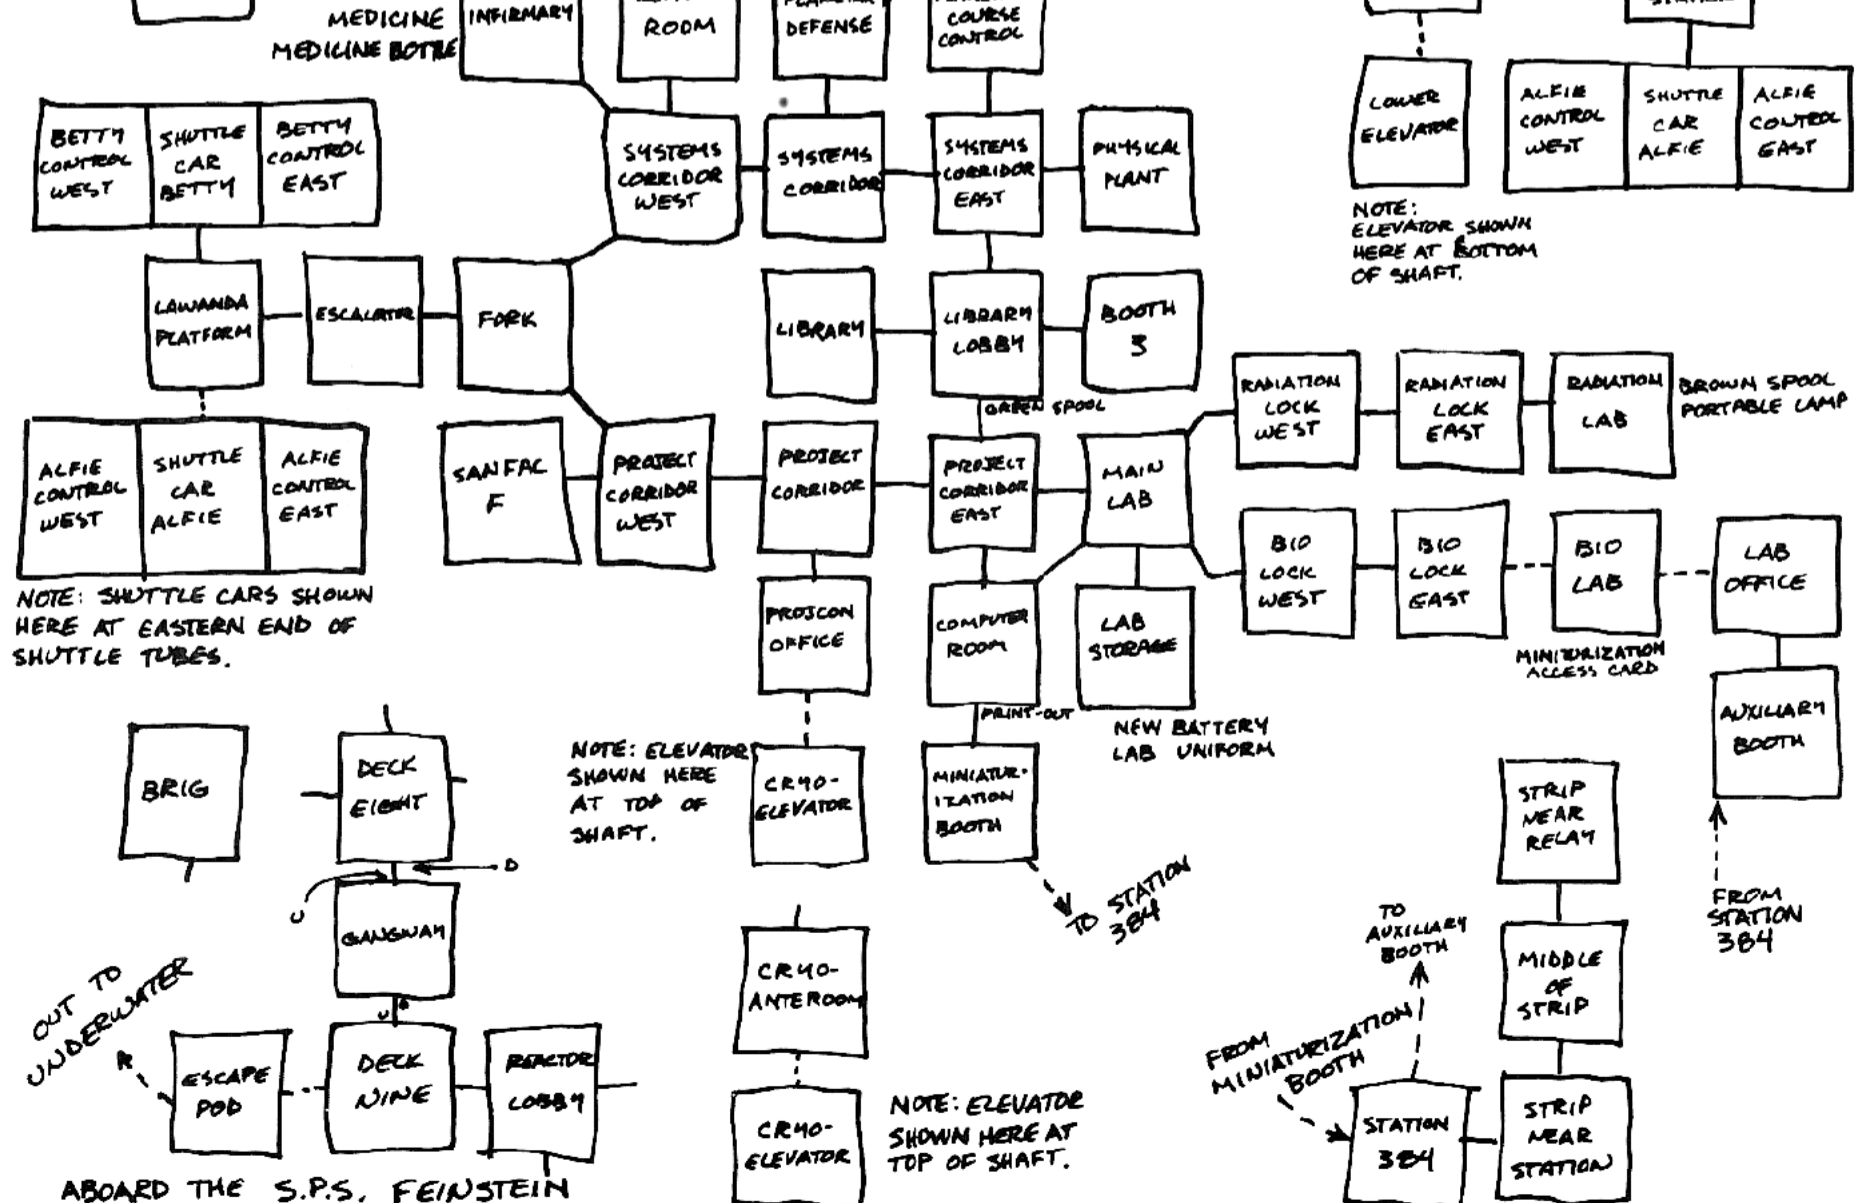 MEDICINE
MEDICINE BOTTLE
INFIRMARY
ROOM
DEFENSE
COURSE
CONTROL
LOWER
ELEVATOR
ALFIE
CONTROL
WEST
SHUTTLE
CAR
ALFIE
ALFIE
CONTROL
EAST
NOTE:
ELEVATOR SHOWN
HERE AT BOTTOM
OF SHAFT.
BETTY
CONTROL
WEST
SHUTTLE
CAR
BETTY
BETTY
CONTROL
EAST
SYSTEMS
CORRIDOR
WEST
SYSTEMS
CORRIDOR
SYSTEMS
CORRIDOR
EAST
PHYSICAL
PLANT
LAWANDA
PLATFORM
ESCALATOR
FORK
LIBRARY
LIBRARY
LOBBY
BOOTH
3
GREEN SPOOL
RADIATION
LOCK
WEST
RADIATION
LOCK
EAST
RADIATION
LAB
BROWN SPOOL
PORTABLE LAMP
ALFIE
CONTROL
WEST
SHUTTLE
CAR
ALFIE
ALFIE
CONTROL
EAST
SANFAC
F
PROJECT
CORRIDOR
WEST
PROJECT
CORRIDOR
PROJECT
CORRIDOR
EAST
MAIN
LAB
BIO
LOCK
WEST
BIO
LOCK
EAST
BIO
LAB
LAB
OFFICE
MINITURIZATION
ACCESS CARD
NOTE: SHUTTLE CARS SHOWN
HERE AT EASTERN END OF
SHUTTLE TUBES.
PROJCON
OFFICE
COMPUTER
ROOM
LAB
STORAGE
PRINT-OUT
NEW BATTERY
LAB UNIFORM
AUXILIARY
BOOTH
BRIG
DECK
EIGHT
NOTE: ELEVATOR
SHOWN HERE
AT TOP OF
SHAFT.
CRYO-
ELEVATOR
MINIATUR-
IZATION
BOOTH
TO STATION
384
STRIP
NEAR
RELAY
FROM
STATION
384
D
U
GANGWAY
CRYO-
ANTEROOM
TO
AUXILIARY
BOOTH
MIDDLE
OF
STRIP
OUT TO
UNDERWATER
ESCAPE
POD
U
DECK
NINE
REACTOR
LOBBY
CRYO-
ELEVATOR
NOTE: ELEVATOR
SHOWN HERE AT
TOP OF SHAFT.
FROM
MINIATURIZATION
BOOTH
STATION
384
STRIP
NEAR
STATION
ABOARD THE S.P.S. FEINSTEIN